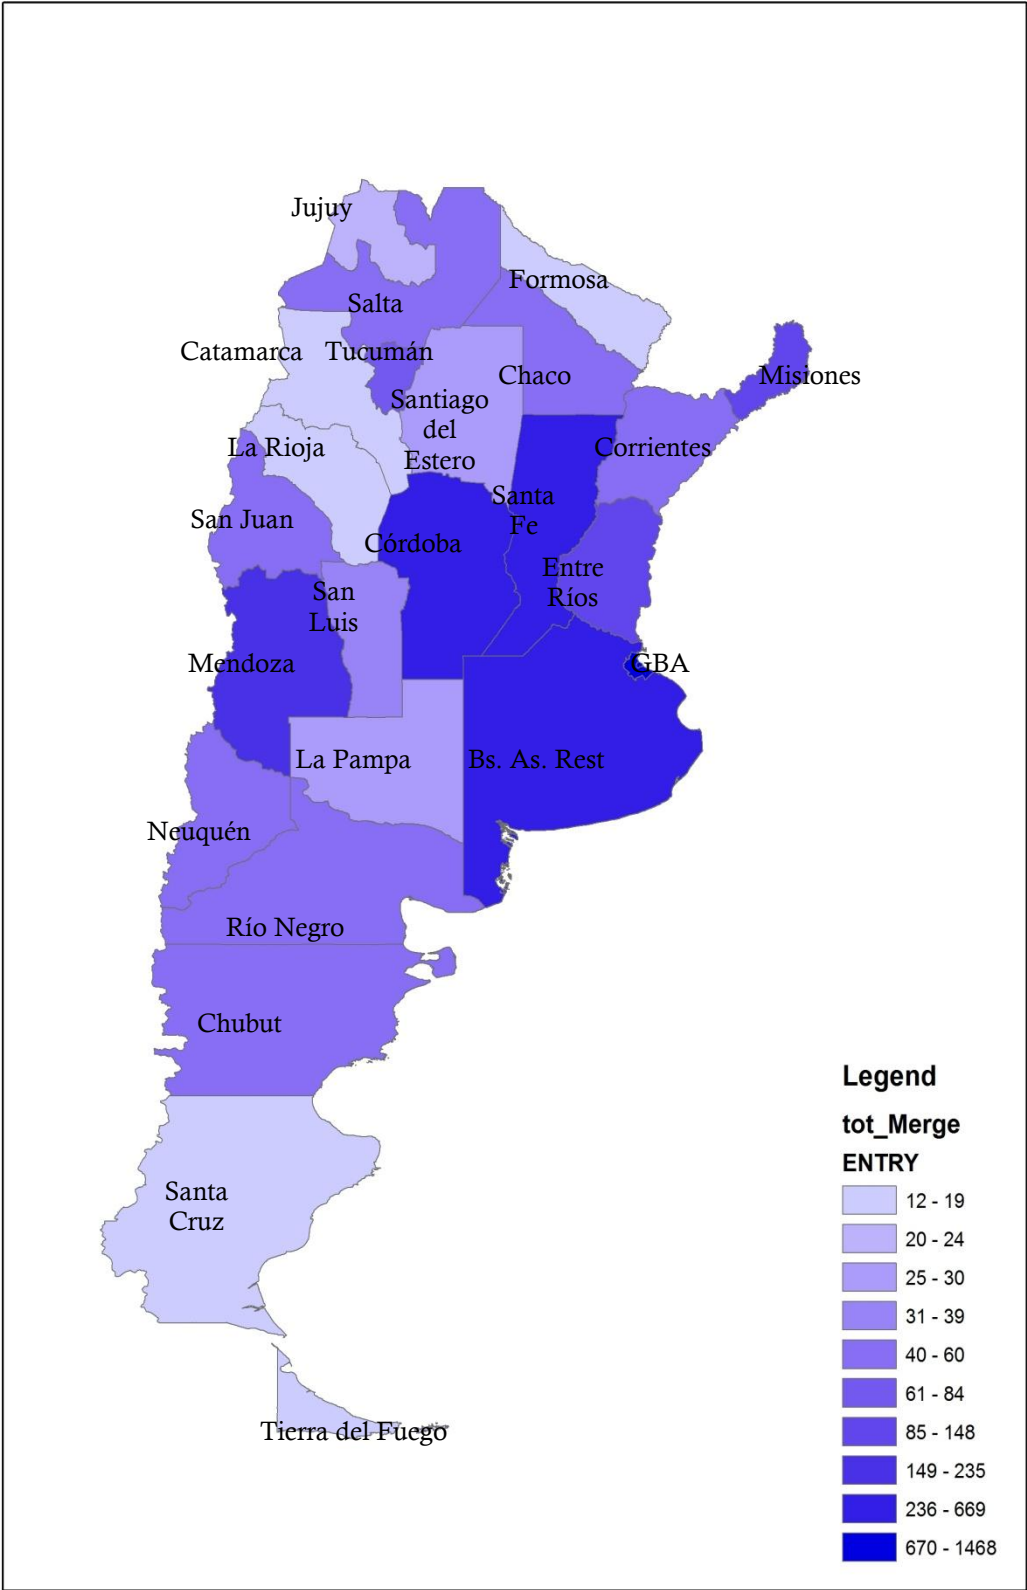 Jujuy
Formosa
Salta
Catamarca
Tucumán
Chaco
Misiones
Santiago
del
Estero
La Rioja
Corrientes
San Juan
Santa
Fe
Córdoba
Entre
Ríos
San
Luis
Mendoza
GBA
La Pampa
Bs. As. Rest
Neuquén
Río Negro
Chubut
Santa
Cruz
Tierra del Fuego
Legend
tot_Merge
ENTRY
12 - 19
20 - 24
25 - 30
31 - 39
40 - 60
61 - 84
85 - 148
149 - 235
236 - 669
670 - 1468